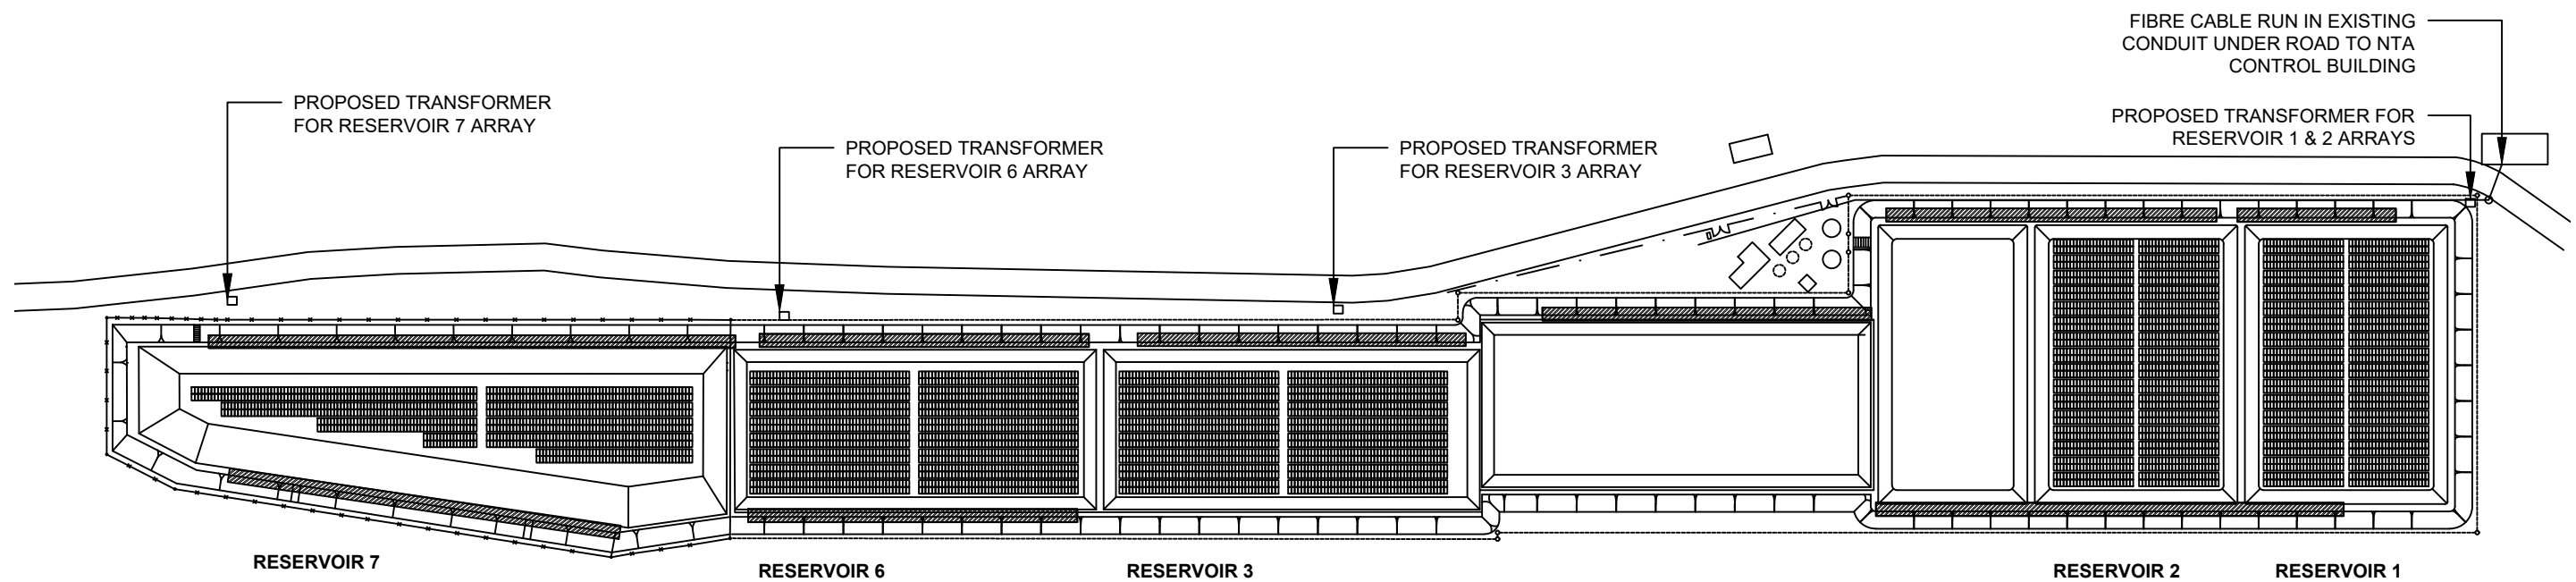 FIBRE CABLE RUN IN EXISTING
CONDUIT UNDER ROAD TO NTA
CONTROL BUILDING
PROPOSED TRANSFORMER
FOR RESERVOIR 7 ARRAY
PROPOSED TRANSFORMER
FOR RESERVOIR 6 ARRAY
PROPOSED TRANSFORMER
FOR RESERVOIR 3 ARRAY
PROPOSED TRANSFORMER FOR
RESERVOIR 1 & 2 ARRAYS
RESERVOIR 7
RESERVOIR 6
RESERVOIR 3
RESERVOIR 2
RESERVOIR 1